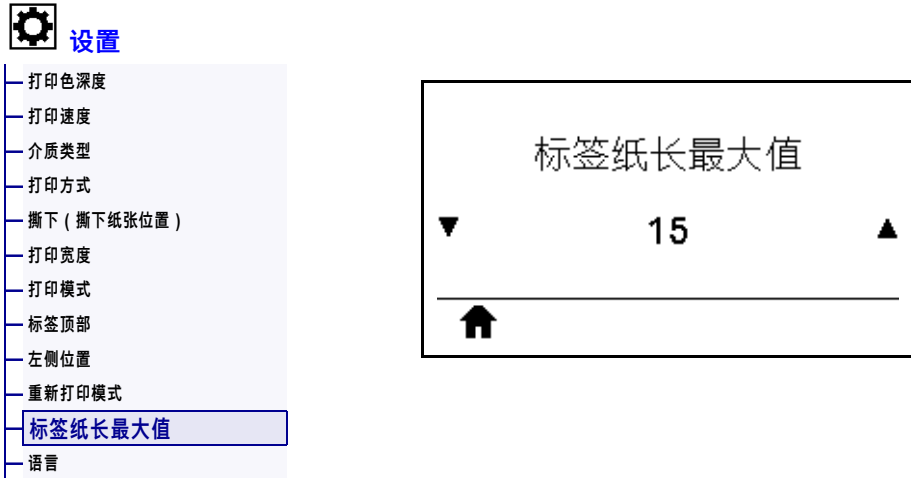 设置
打印色深度
打印速度
介质类型
打印方式
撕下 ( 撕下纸张位置 )
打印宽度
打印模式
标签顶部
左侧位置
重新打印模式
标签纸长最大值
语言
标签纸长最大值
15